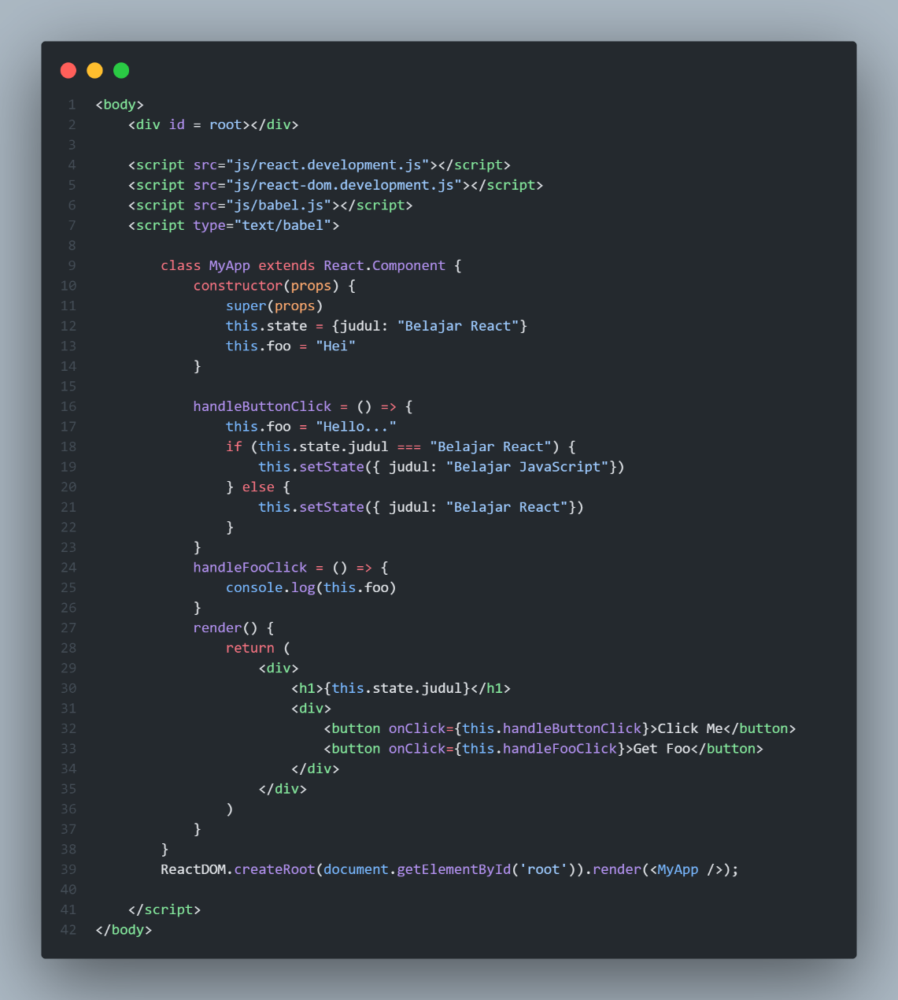 1 <body>
2     <div id = root></div>
3
4     <script src="js/react.development.js"></script>
5     <script src="js/react-dom.development.js"></script>
6     <script src="js/babel.js"></script>
7     <script type="text/babel">
8
9         class MyApp extends React.Component {
10             constructor(props) {
11                 super(props)
12                 this.state = {judul: "Belajar React"}
13                 this.foo = "Hei"
14             }
15
16             handleButtonClick = () => {
17                 this.foo = "Hello..."
18                 if (this.state.judul === "Belajar React") {
19                     this.setState({ judul: "Belajar JavaScript"})
20                 } else {
21                     this.setState({ judul: "Belajar React"})
22                 }
23             }
24             handleFooClick = () => {
25                 console.log(this.foo)
26             }
27             render() {
28                 return (
29                     <div>
30                         <h1>{this.state.judul}</h1>
31                         <div>
32                             <button onClick={this.handleButtonClick}>Click Me</button>
33                             <button onClick={this.handleFooClick}>Get Foo</button>
34                         </div>
35                     </div>
36                 )
37             }
38         }
39         ReactDOM.createRoot(document.getElementById('root')).render(<MyApp />);
40
41     </script>
42 </body>